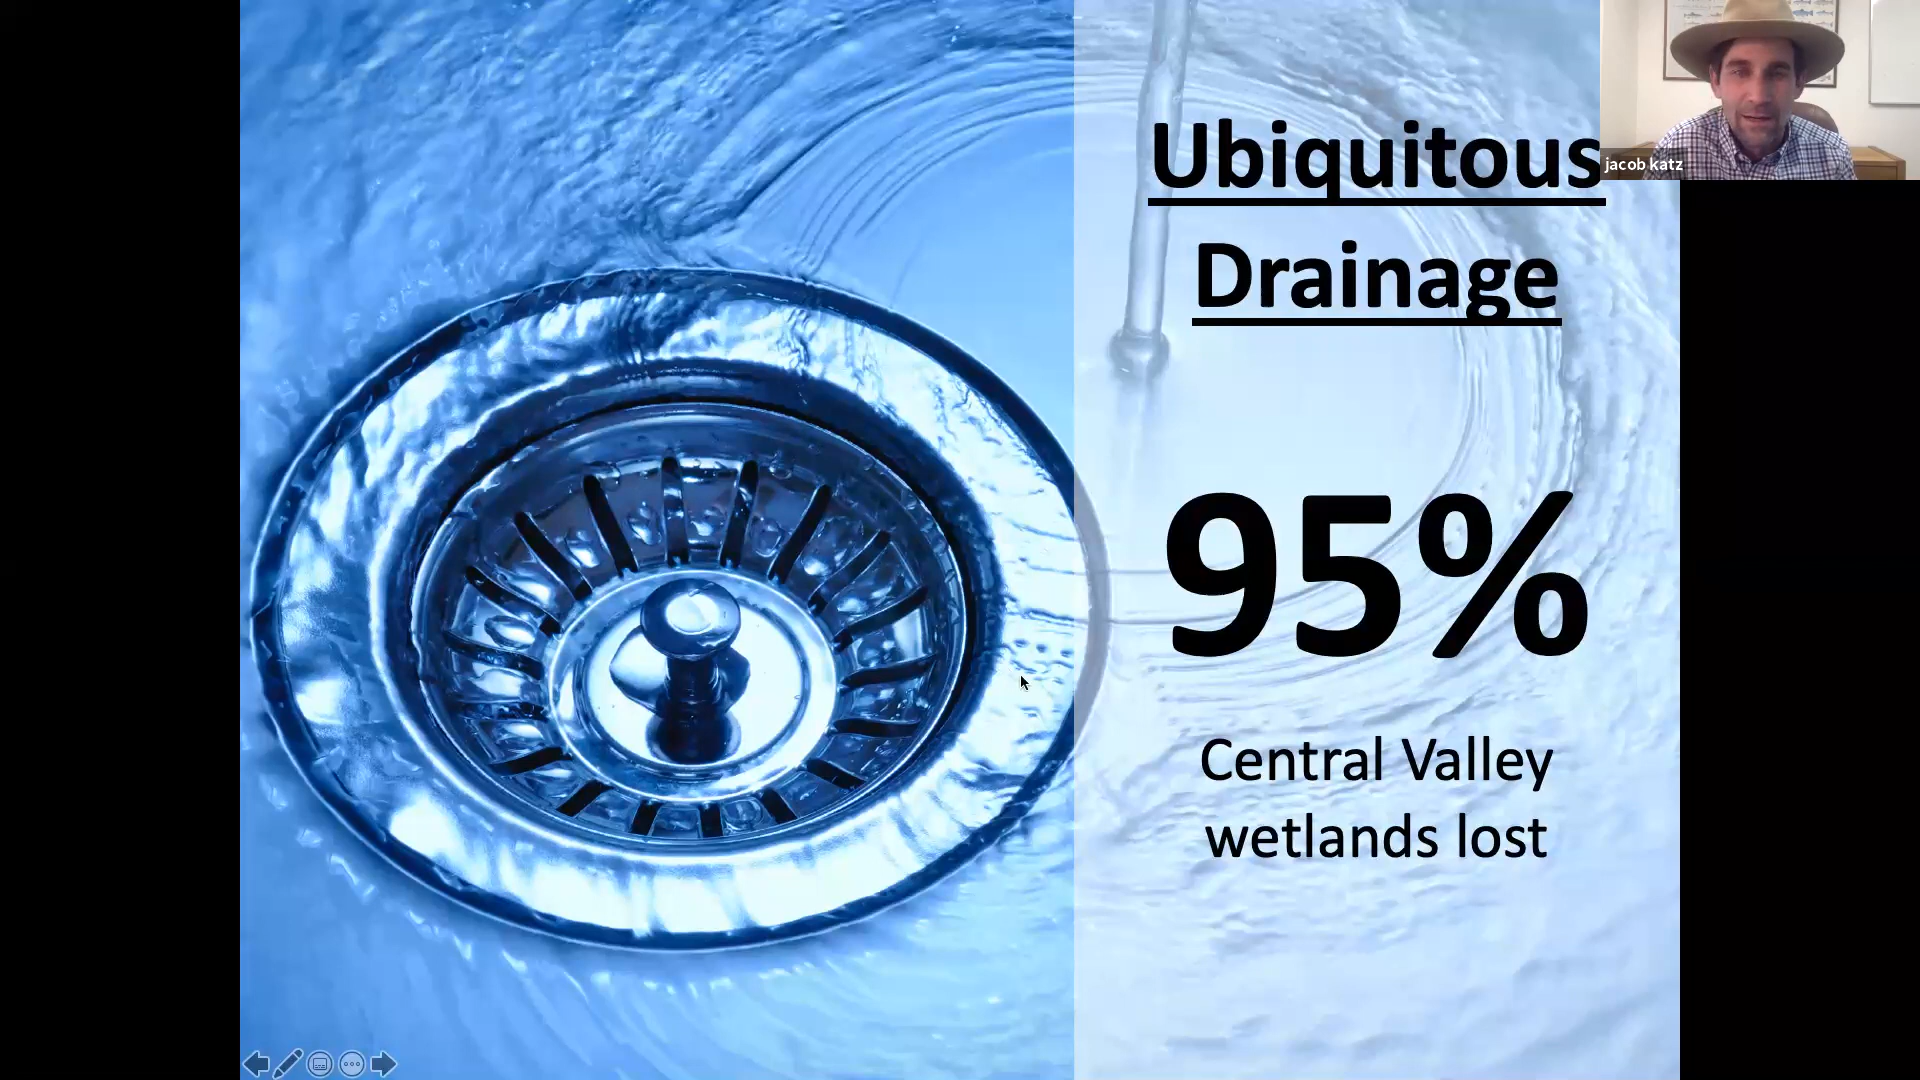 Ubiquitous
Drainage
95%
Central Valley
wetlands lost
jacob katz